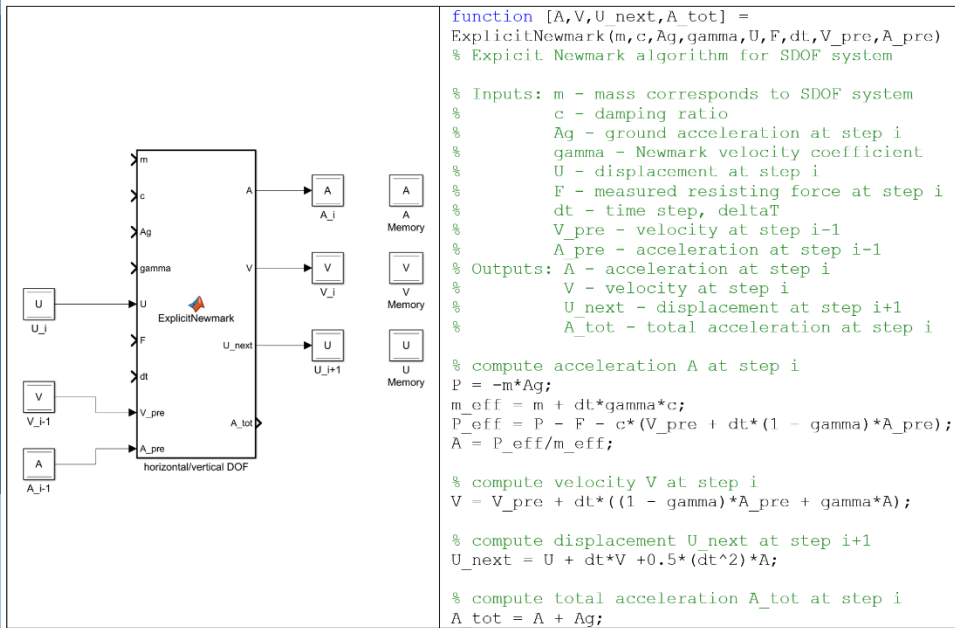 m
c
Ag
gamma
U
F
dt
V_pre
A_pre
ExplicitNewmark
A
V
U_next
A_tot
horizontal/vertical DOF
U
U_i
V
V_i-1
A
A_i-1
A
A_i
V
V_i
U
U_i+1
A
A
Memory
V
V
Memory
U
U
Memory
function [A,V,U_next,A_tot] =
ExplicitNewmark(m,c,Ag,gamma,U,F,dt,V_pre,A_pre)
% Expicit Newmark algorithm for SDOF system
% Inputs: m - mass corresponds to SDOF system
% c - damping ratio
% Ag - ground acceleration at step i
% gamma - Newmark velocity coefficient
% U - displacement at step i
% F - measured resisting force at step i
% dt - time step, deltaT
% V_pre - velocity at step i-1
% A_pre - acceleration at step i-1
% Outputs: A - acceleration at step i
% V - velocity at step i
% U_next - displacement at step i+1
% A_tot - total acceleration at step i
% compute acceleration A at step i
P = -m*Ag;
m_eff = m + dt*gamma*c;
P_eff = P - F - c*(V_pre + dt*(1 - gamma)*A_pre);
A = P_eff/m_eff;
% compute velocity V at step i
V = V_pre + dt*((1 - gamma)*A_pre + gamma*A);
% compute displacement U_next at step i+1
U_next = U + dt*V +0.5*(dt^2)*A;
% compute total acceleration A_tot at step i
A_tot = A + Ag;